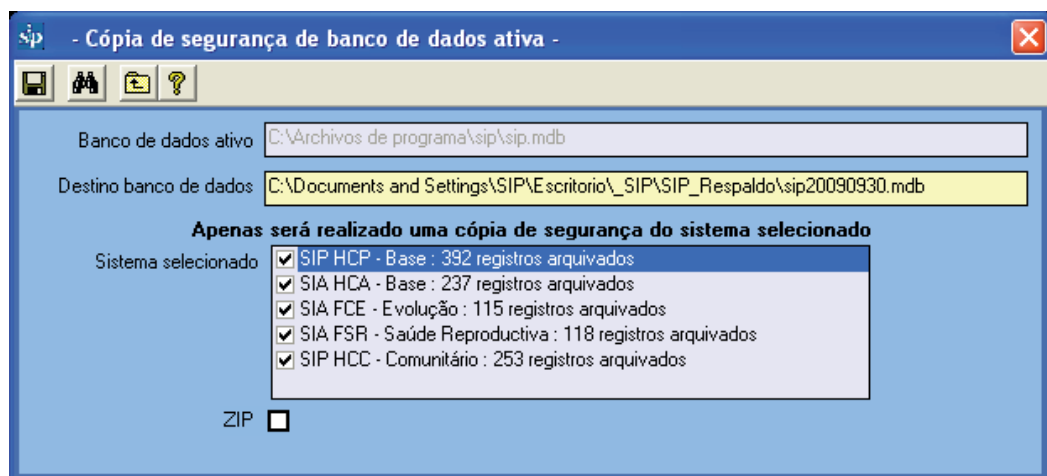 sip - Cópia de segurança de banco de dados ativa -
Banco de dados ativo C:\Archivos de programa\sip\sip.mdb
Destino banco de dados C:\Documents and Settings\SIP\Escritorio\_SIP\SIP_Respaldo\sip20090930.mdb
Apenas será realizado uma cópia de segurança do sistema selecionado
Sistema selecionado SIP HCP - Base : 392 registros arquivados
SIA HCA - Base : 237 registros arquivados
SIA FCE - Evolução : 115 registros arquivados
SIA FSR - Saúde Reproductiva : 118 registros arquivados
SIP HCC - Comunitário : 253 registros arquivados
ZIP